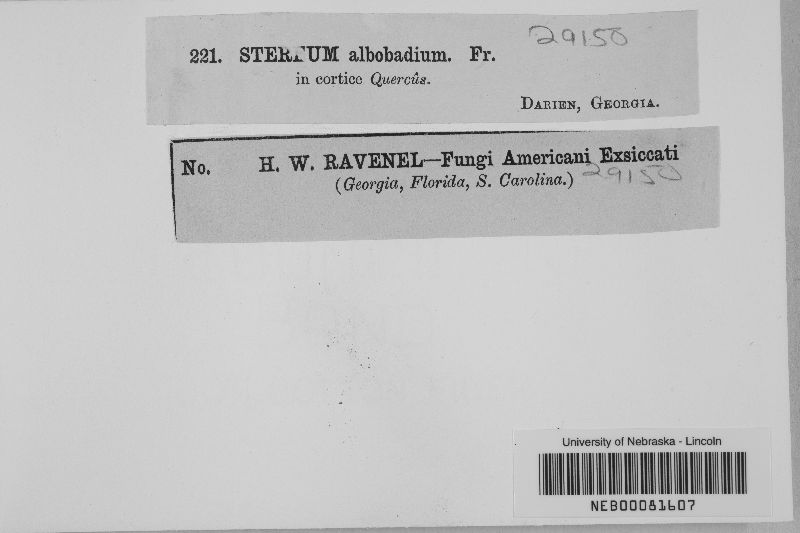 29150
221. STEREUM albobadium. Fr.
in cortice Quercûs.
DARIEN, GEORGIA.
No. H. W. RAVENEL—Fungi Americani Exsiccati
(Georgia, Florida, S. Carolina.) 29150
University of Nebraska - Lincoln
NEB00081607